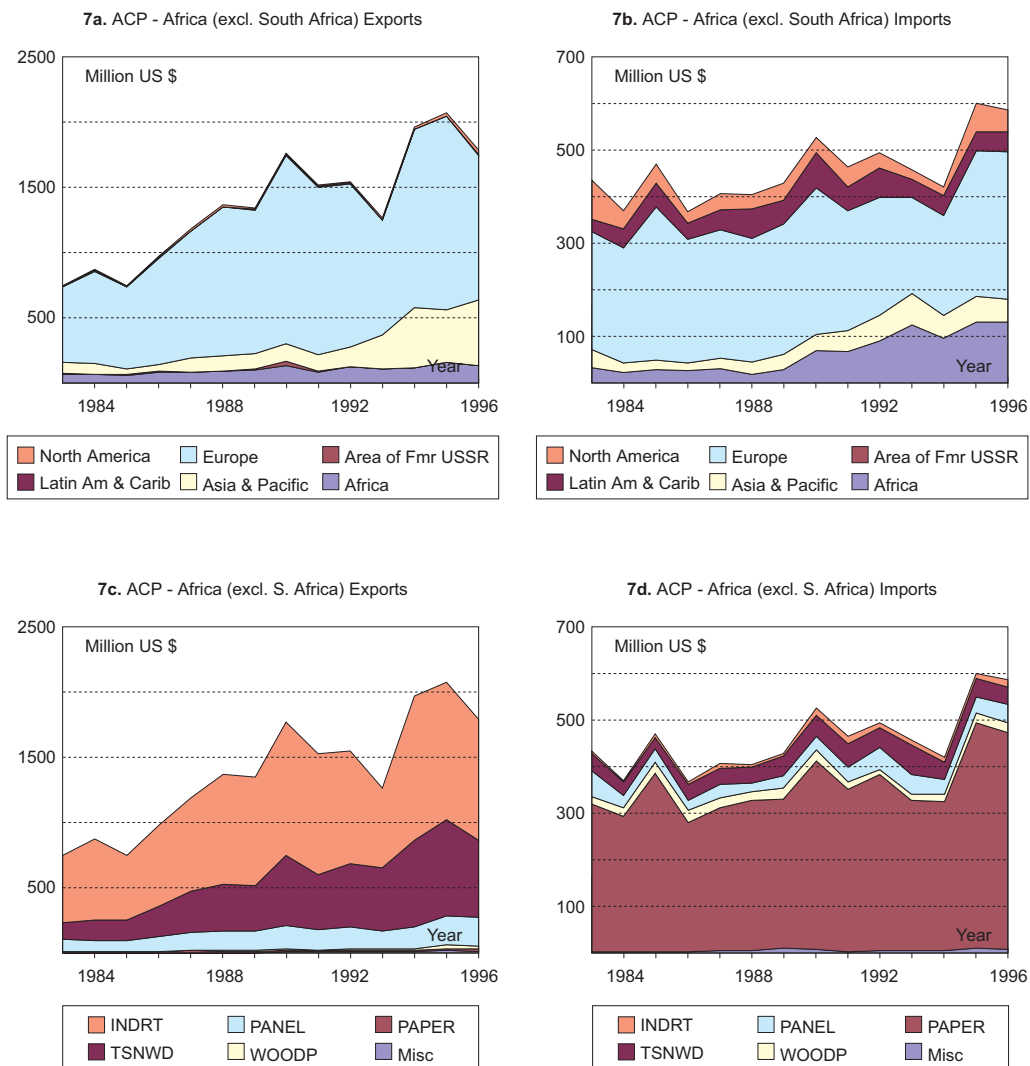 7a. ACP - Africa (excl. South Africa) Exports
2500
Million US $
1500
500
Year
1984 1988 1992 1996
North America Europe Area of Fmr USSR
Latin Am & Carib Asia & Pacific Africa
7b. ACP - Africa (excl. South Africa) Imports
700
Million US $
500
300
100
Year
1984 1988 1992 1996
North America Europe Area of Fmr USSR
Latin Am & Carib Asia & Pacific Africa
7c. ACP - Africa (excl. S. Africa) Exports
2500
Million US $
1500
500
Year
1984 1988 1992 1996
INDRT PANEL PAPER
TSNWD WOODP Misc
7d. ACP - Africa (excl. S. Africa) Imports
700
Million US $
500
300
100
Year
1984 1988 1992 1996
INDRT PANEL PAPER
TSNWD WOODP Misc